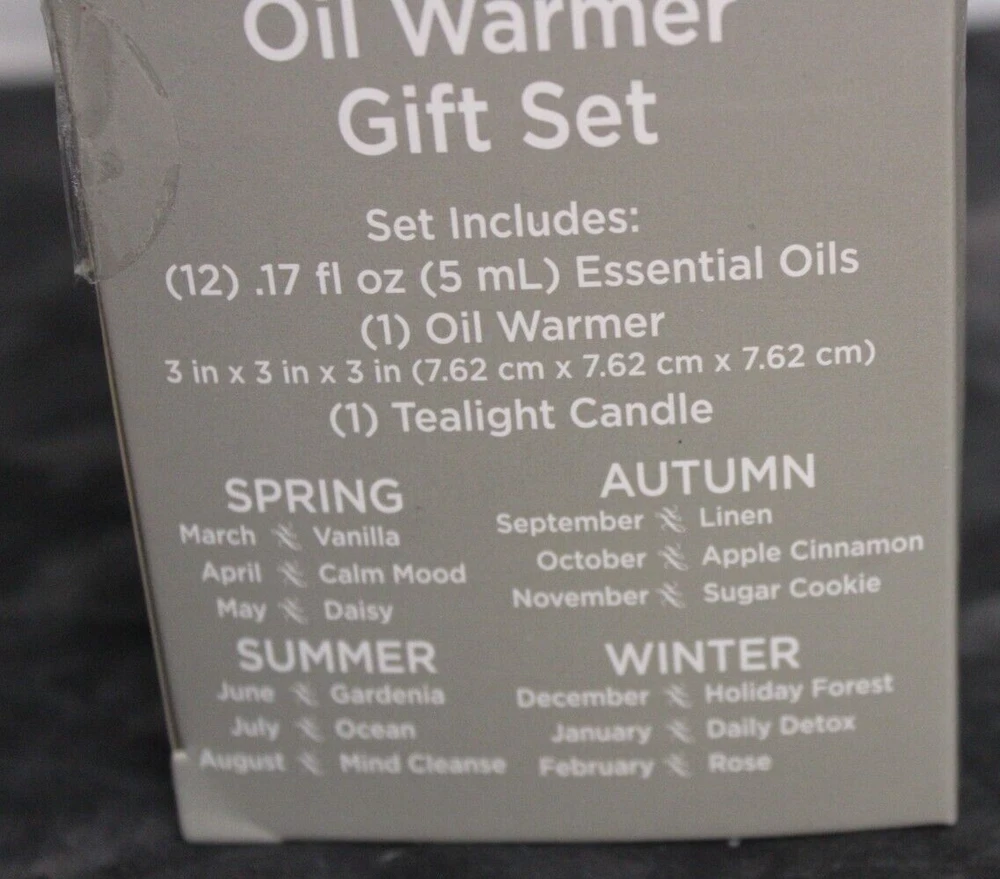 Oil Warmer
Gift Set
Set Includes:
(12) .17 fl oz (5 mL) Essential Oils
(1) Oil Warmer
3 in x 3 in x 3 in (7.62 cm x 7.62 cm x 7.62 cm)
(1) Tealight Candle
SPRING
March Vanilla
April Calm Mood
May Daisy
SUMMER
June Gardenia
July Ocean
August Mind Cleanse
AUTUMN
September Linen
October Apple Cinnamon
November Sugar Cookie
WINTER
December Holiday Forest
January Daily Detox
February Rose